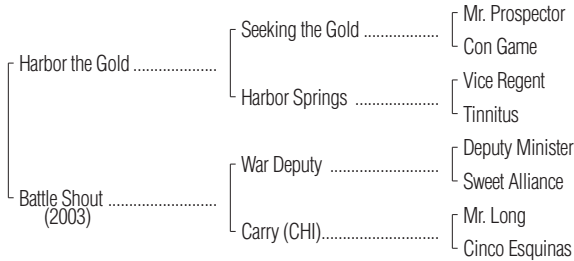 Mr. Prospector
Seeking the Gold ..................
Con Game
Harbor the Gold ....................
Vice Regent
Harbor Springs ....................
Tinnitus
Deputy Minister
War Deputy ..........................
Sweet Alliance
Battle Shout ..........................
(2003)
Mr. Long
Carry (CHI)............................
Cinco Esquinas